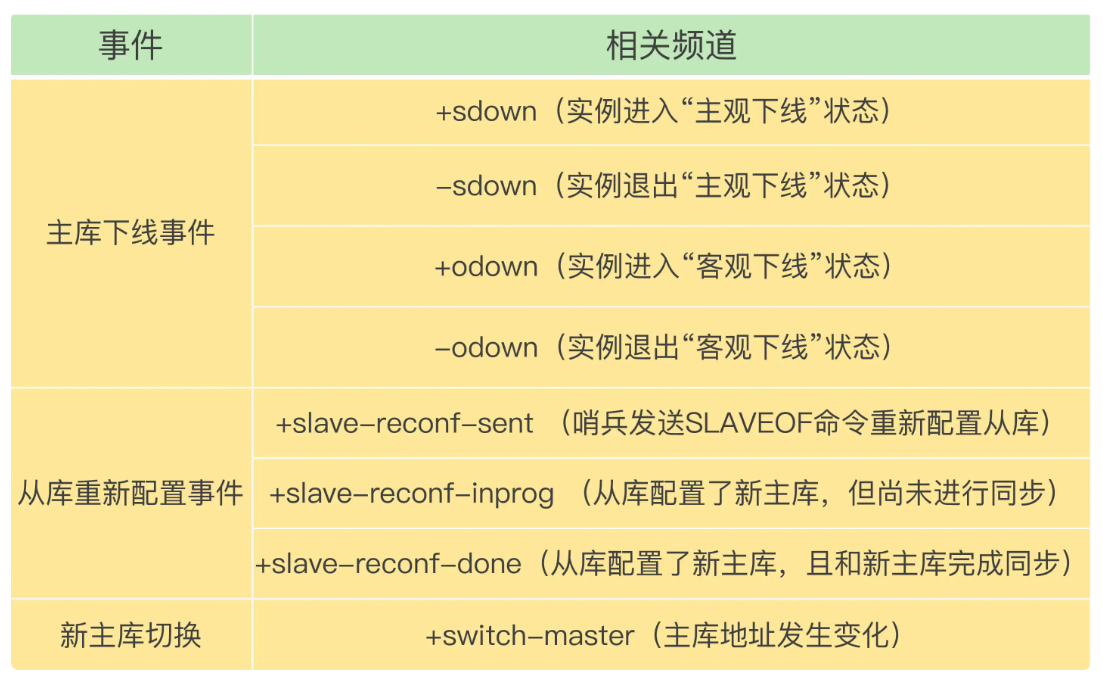 事件
相关频道
主库下线事件
+sdown（实例进入“主观下线”状态）
-sdown（实例退出“主观下线”状态）
+odown（实例进入“客观下线”状态）
-odown（实例退出“客观下线”状态）
从库重新配置事件
+slave-reconf-sent （哨兵发送SLAVEOF命令重新配置从库）
+slave-reconf-inprog （从库配置了新主库，但尚未进行同步）
+slave-reconf-done（从库配置了新主库，且和新主库完成同步）
新主库切换
+switch-master（主库地址发生变化）